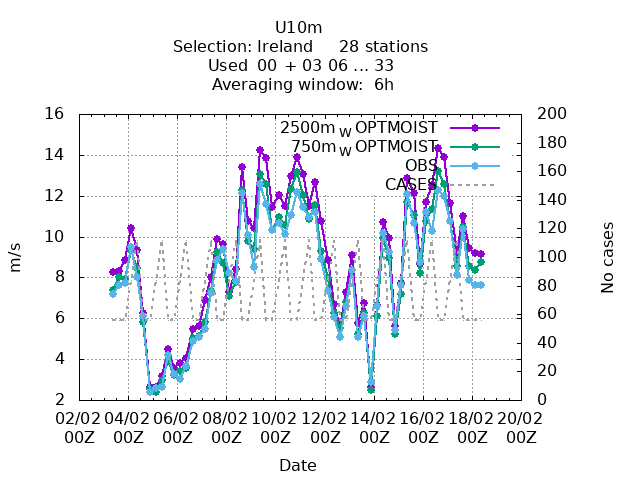 U10m
Selection: Ireland 28 stations
Used 00 + 03 06 ... 33
Averaging window: 6h
m/s
16
14
12
10
8
6
4
2
2500m W OPTMOIST
750m W OPTMOIST
OBS
CASES
200
180
160
140
120
100
80
60
40
20
0
No cases
02/02 04/02 06/02 08/02 10/02 12/02 14/02 16/02 18/02 20/02
00Z 00Z 00Z 00Z 00Z 00Z 00Z 00Z 00Z 00Z
Date